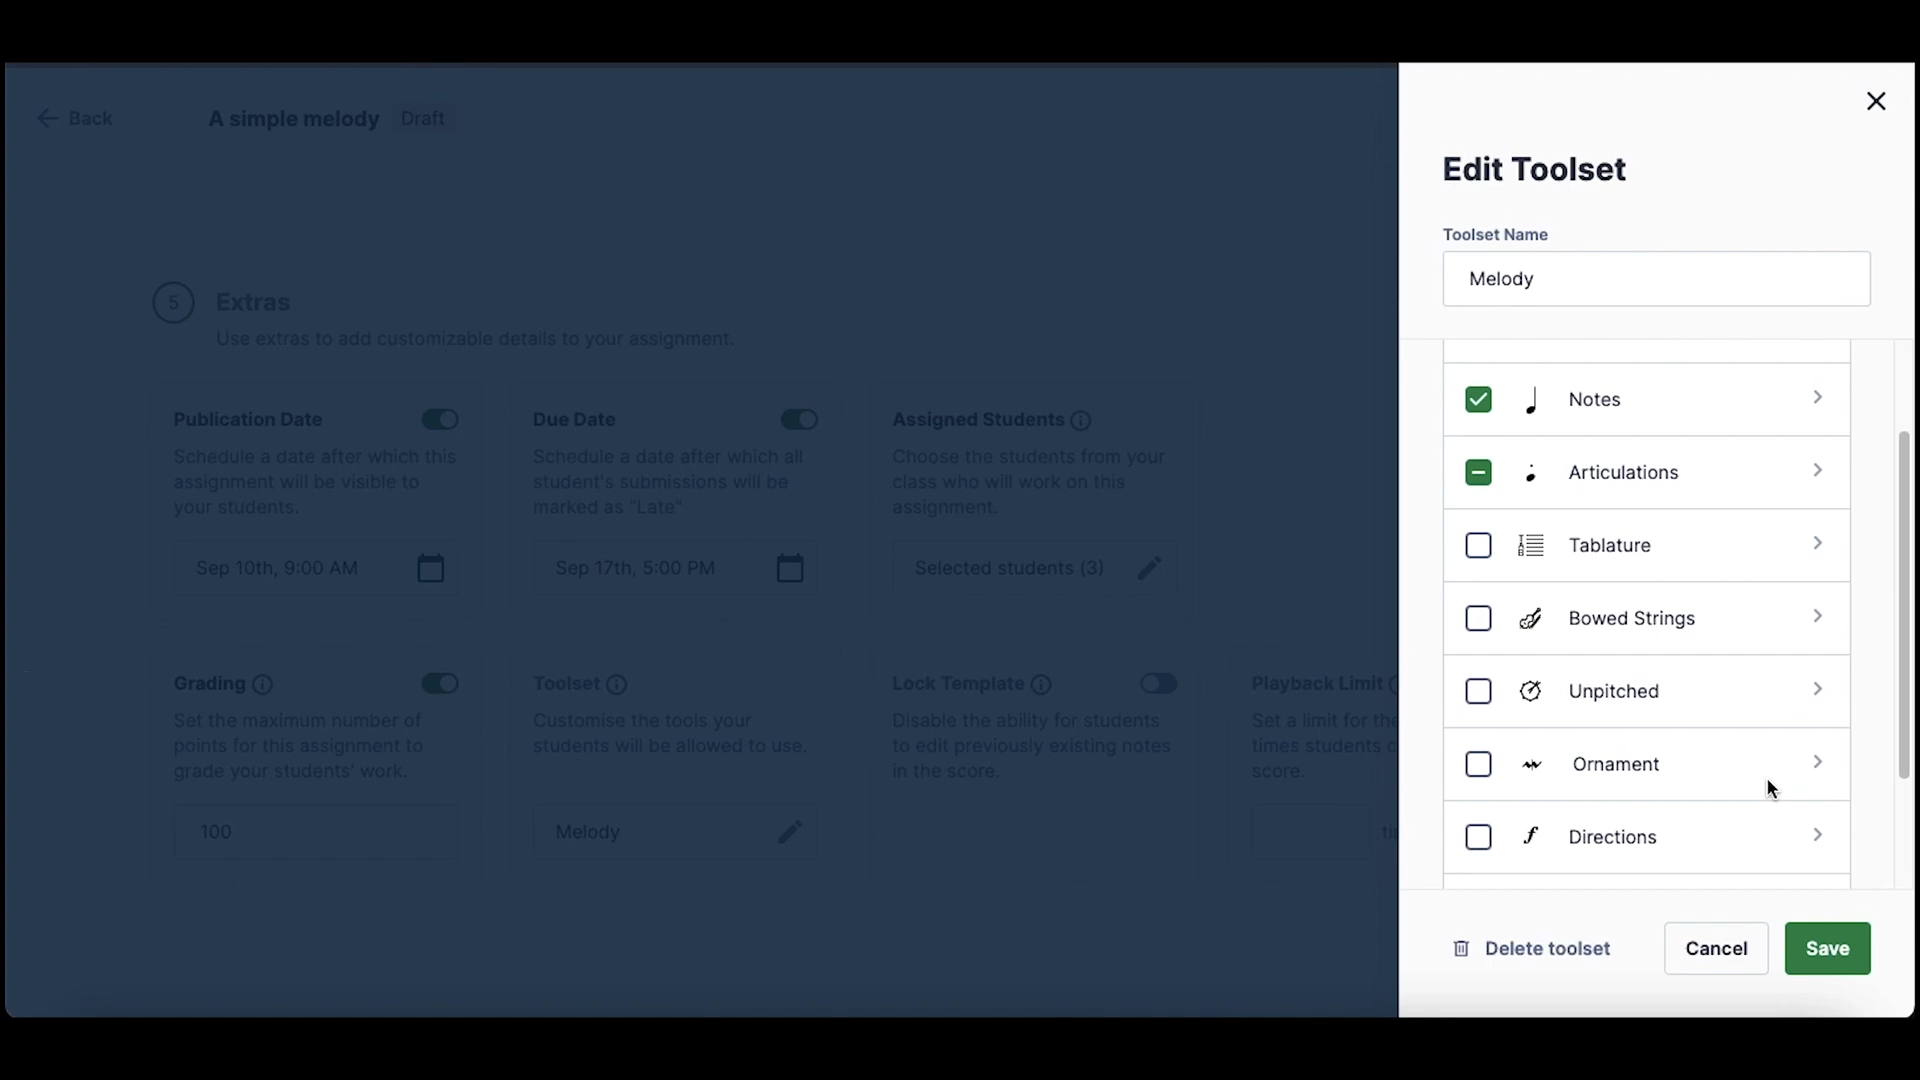 Back
A simple melody
Draft
5
Extras
Use extras to add customizable details to your assignment.
Publication Date
Schedule a date after which this
assignment will be visible to
your students.
Sep 10th, 9:00 AM
Due Date
Schedule a date after which all
student's submissions will be
marked as "Late"
Sep 17th, 5:00 PM
Assigned Students
Choose the students from your
class who will work on this
assignment.
Selected students (3)
Grading
Set the maximum number of
points for this assignment to
grade your students' work.
100
Toolset
Customise the tools your
students will be allowed to use.
Melody
Lock Template
Disable the ability for students
to edit previously existing notes
in the score.
Playback Limit
Set a limit for the
times students
score.
Edit Toolset
Toolset Name
Melody
Notes
Articulations
Tablature
Bowed Strings
Unpitched
Ornament
Directions
Delete toolset
Cancel
Save